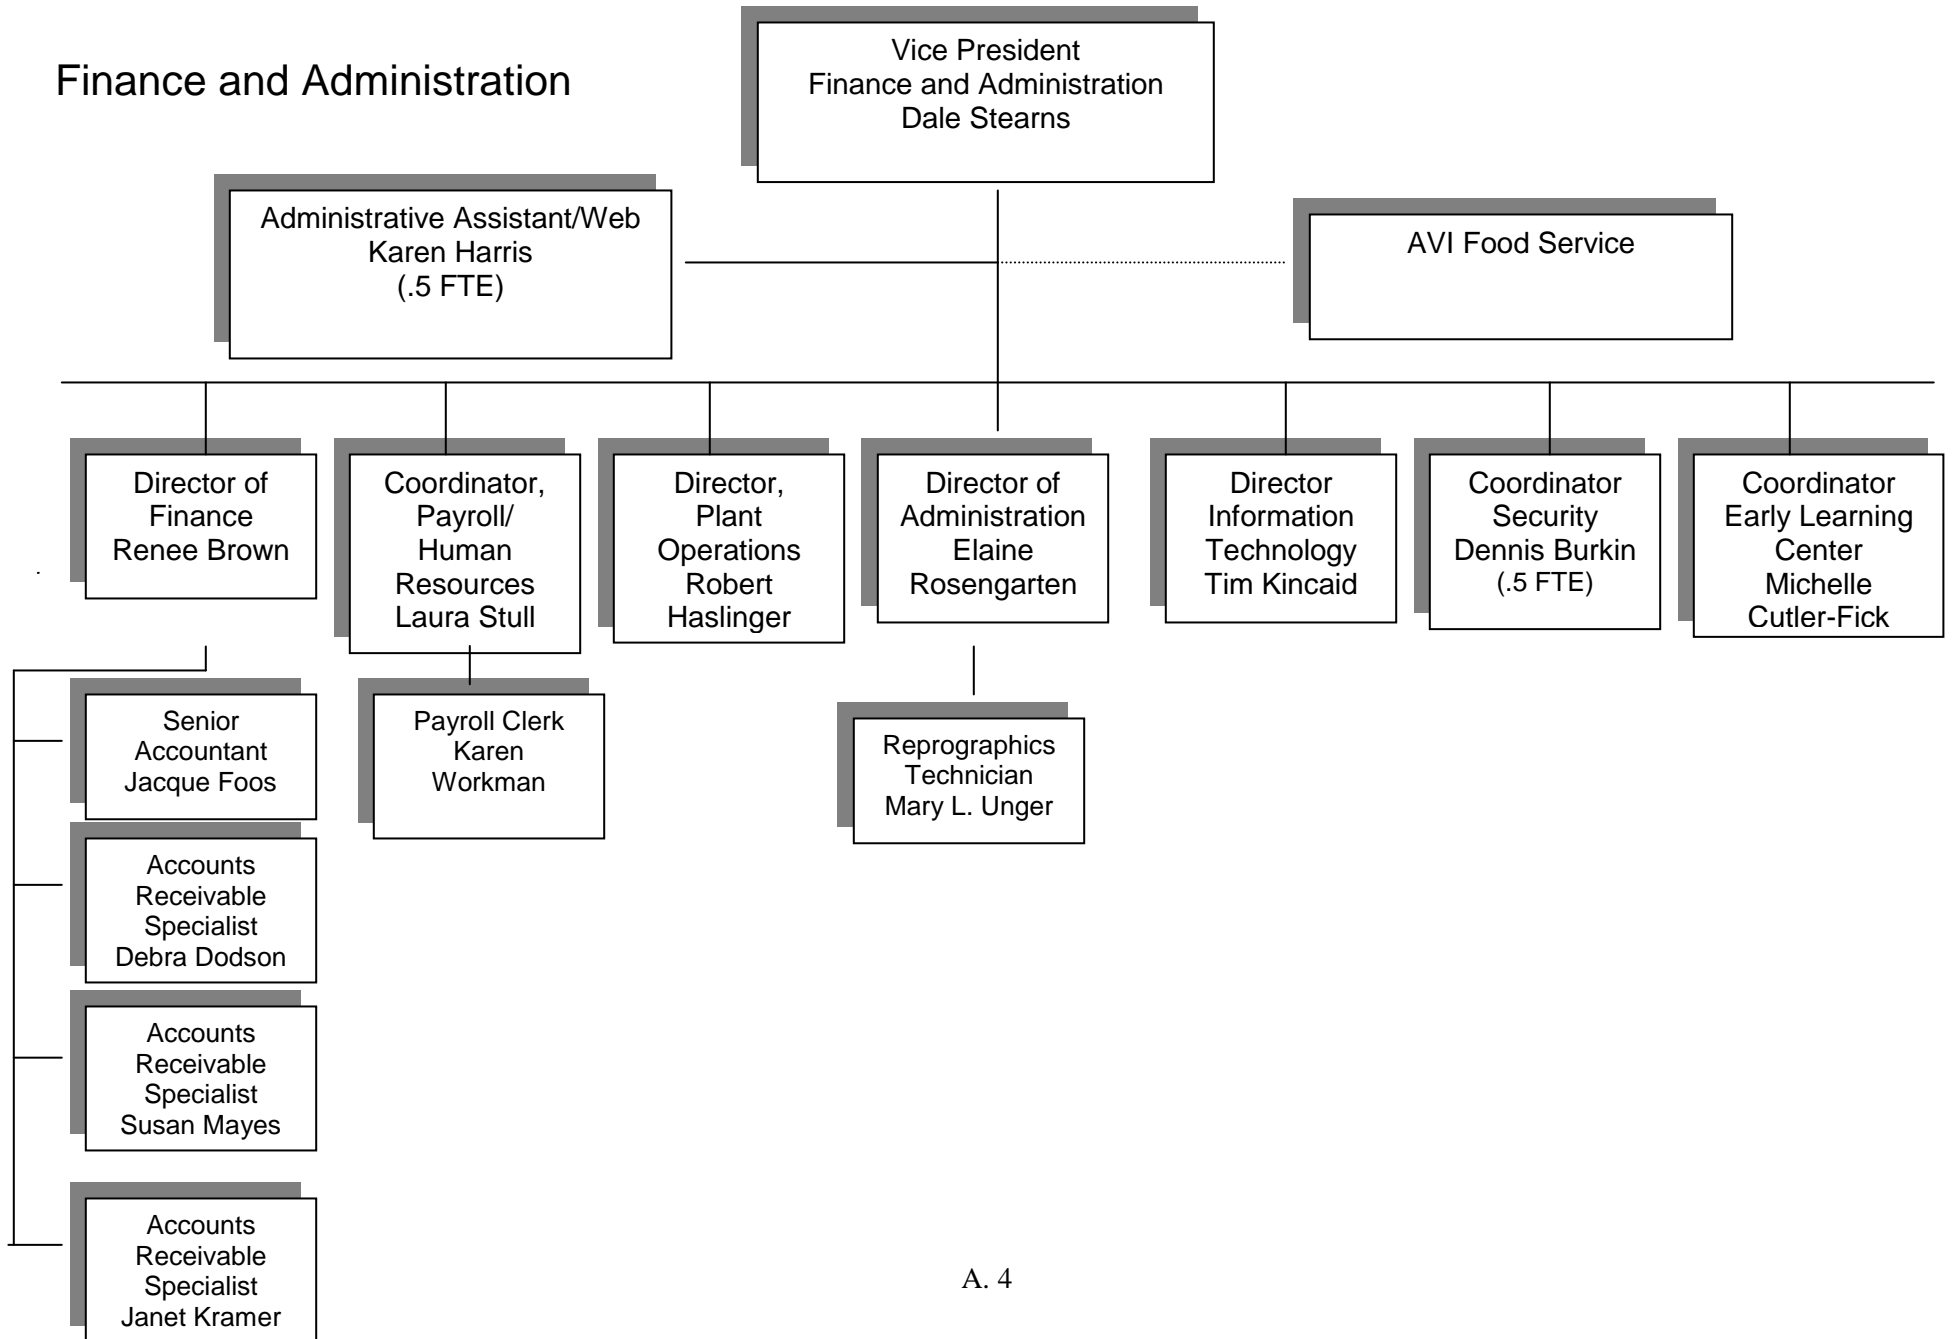 Finance and Administration
Vice President
Finance and Administration
Dale Stearns
Administrative Assistant/Web
Karen Harris
(.5 FTE)
AVI Food Service
Director of
Finance
Renee Brown
Coordinator,
Payroll/
Human
Resources
Laura Stull
Director,
Plant
Operations
Robert
Haslinger
Director of
Administration
Elaine
Rosengarten
Director
Information
Technology
Tim Kincaid
Coordinator
Security
Dennis Burkin
(.5 FTE)
Coordinator
Early Learning
Center
Michelle
Cutler-Fick
Senior
Accountant
Jacque Foos
Payroll Clerk
Karen
Workman
Reprographics
Technician
Mary L. Unger
Accounts
Receivable
Specialist
Debra Dodson
Accounts
Receivable
Specialist
Susan Mayes
Accounts
Receivable
Specialist
Janet Kramer
A. 4